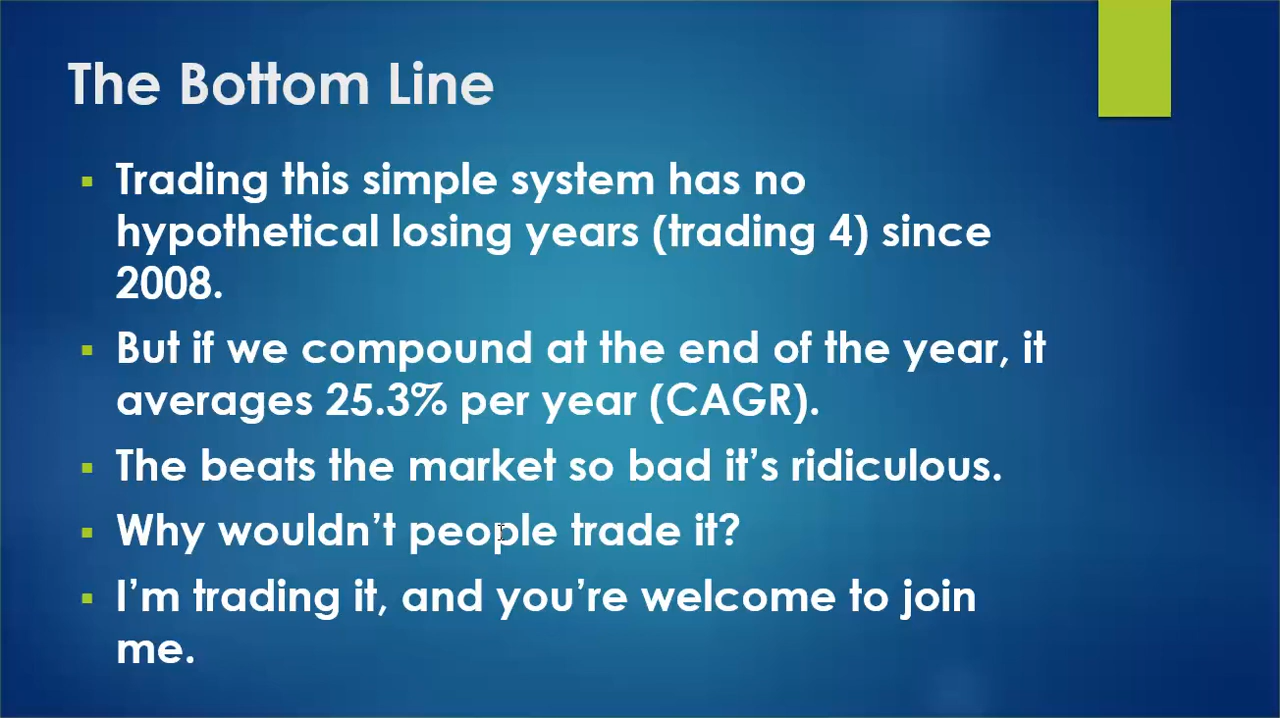 The Bottom Line
Trading this simple system has no
hypothetical losing years (trading 4) since
2008.
But if we compound at the end of the year, it
averages 25.3% per year (CAGR).
The beats the market so bad it’s ridiculous.
Why wouldn’t people trade it?
I’m trading it, and you’re welcome to join
me.